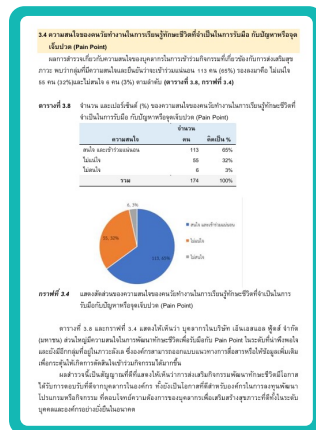 3.4 ความสนใจของคนวัยทำงานในการเรียนรู้ทักษะชีวิตที่จำเป็นในการรับมือ กับปัญหาหรือจุด
เจ็บปวด (Pain Point)
ผลการสำรวจเกี่ยวกับความสนใจของบุคลากรในการเข้าร่วมกิจกรรมที่เกี่ยวข้องกับการส่งเสริมสุข
ภาวะ พบว่ากลุ่มที่มีความสนใจและยืนยันว่าจะเข้าร่วมแน่นอน 113 คน (65%) รองลงมาคือ ไม่แน่ใจ
55 คน (32%)และไม่สนใจ 6 คน (3%) ตามลำดับ (ตารางที่ 3.8, กราฟที่ 3.4)
ตารางที่ 3.8 จำนวน และเปอร์เซ็นต์ (%) ของความสนใจของคนวัยทำงานในการเรียนรู้ทักษะชีวิตที่
จำเป็นในการรับมือ กับปัญหาหรือจุดเจ็บปวด (Pain Point)
จำนวน
ความสนใจ คน คิดเป็น %
สนใจ และเข้าร่วมแน่นอน 113 65%
ไม่แน่ใจ 55 32%
ไม่สนใจ 6 3%
รวม 174 100%
6, 3%
55, 32%
113, 65%
สนใจ และเข้าร่วมแน่นอน
ไม่แน่ใจ
ไม่สนใจ
กราฟที่ 3.4 แสดงสัดส่วนของความสนใจของคนวัยทำงานในการเรียนรู้ทักษะชีวิตที่จำเป็นในการ
รับมือกับปัญหาหรือจุดเจ็บปวด (Pain Point)
ตารางที่ 3.8 และกราฟที่ 3.4 แสดงให้เห็นว่า บุคลากรในบริษัท เอ็นเอสแอล ฟู้ดส์ จำกัด
(มหาชน) ส่วนใหญ่มีความสนใจในการพัฒนาทักษะชีวิตเพื่อรับมือกับ Pain Point ในระดับที่น่าพึงพอใจ
และยังมีอีกกลุ่มที่อยู่ในภาวะลังเล ซึ่งองค์กรสามารถออกแบบแนวทางการสื่อสารหรือให้ข้อมูลเพิ่มเติม
เพื่อกระตุ้นให้เกิดการตัดสินใจเข้าร่วมกิจกรรมได้มากขึ้น
ผลสำรวจนี้เป็นสัญญาณที่ดีที่แสดงให้เห็นว่าการส่งเสริมกิจกรรมพัฒนาทักษะชีวิตมีโอกาส
ได้รับการตอบรับที่ดีจากบุคลากรในองค์กร ทั้งยังเป็นโอกาสที่ดีสำหรับองค์กรในการลงทุนพัฒนา
โปรแกรมหรือกิจกรรม ที่ตอบโจทย์ความต้องการของบุคลากรเพื่อเสริมสร้างสุขภาวะที่ดีทั้งในระดับ
บุคคลและองค์กรอย่างยั่งยืนในอนาคต